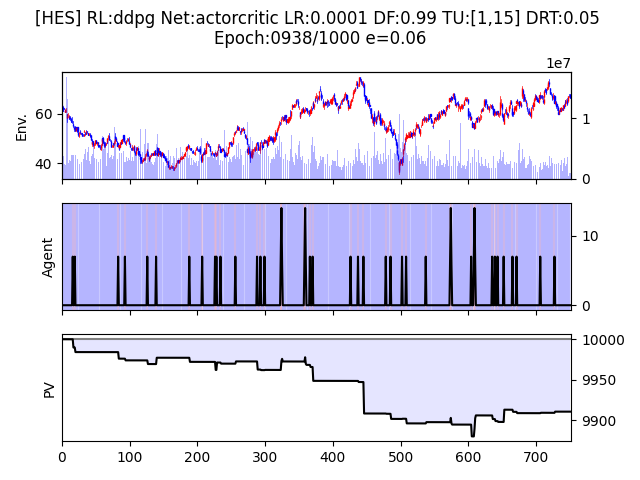 [HES] RL:ddpg Net:actorcritic LR:0.0001 DF:0.99 TU:[1,15] DRT:0.05
Epoch:0938/1000 e=0.06
1e7
Env.
60
40
1
0
Agent
10
0
PV
10000
9950
9900
0 100 200 300 400 500 600 700